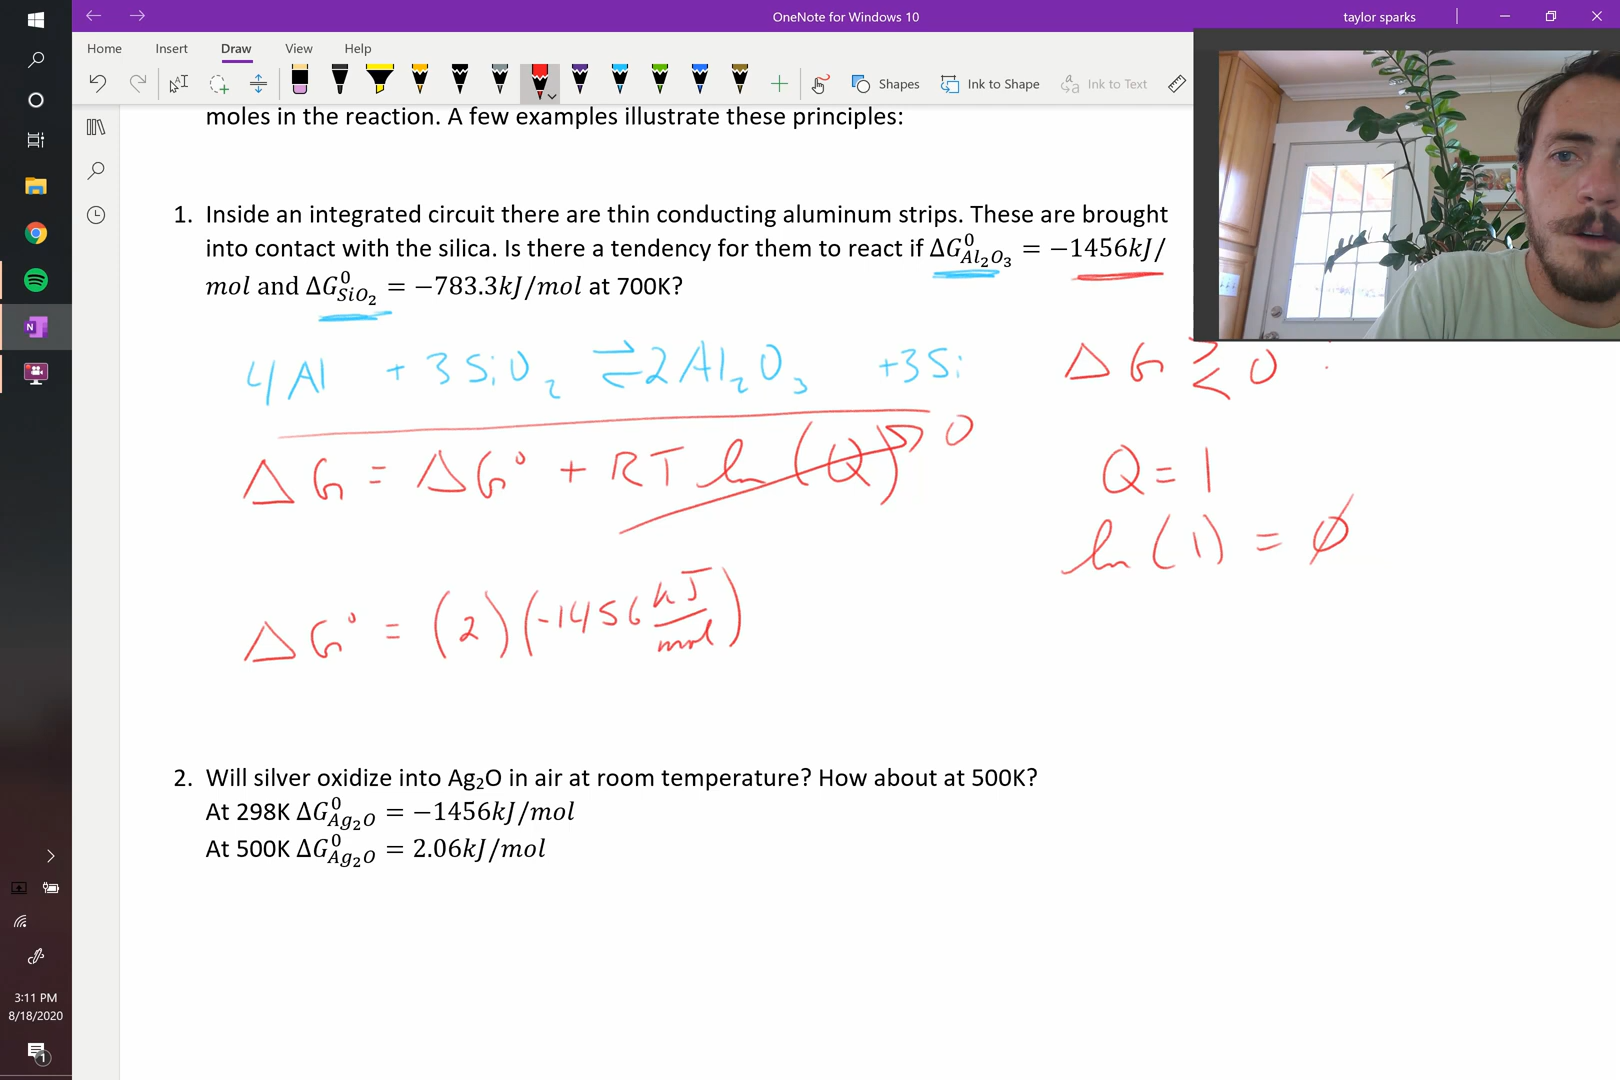 OneNote for Windows 10
taylor sparks
Home Insert Draw View Help
Shapes Ink to Shape Ink to Text
moles in the reaction. A few examples illustrate these principles:
1. Inside an integrated circuit there are thin conducting aluminum strips. These are brought
into contact with the silica. Is there a tendency for them to react if ΔG⁰_Al₂O₃ = −1456kJ/
mol and ΔG⁰_SiO₂ = −783.3kJ/mol at 700K?
4Al + 3SiO₂ ⇌ 2Al₂O₃ + 3Si
ΔG ≷ 0
ΔG = ΔG° + RT ln(Q) → 0
Q = 1
ln(1) = ∅
ΔG° = (2)(-1456 kJ/mol)
2. Will silver oxidize into Ag₂O in air at room temperature? How about at 500K?
At 298K ΔG⁰_Ag₂O = −1456kJ/mol
At 500K ΔG⁰_Ag₂O = 2.06kJ/mol
3:11 PM
8/18/2020
1